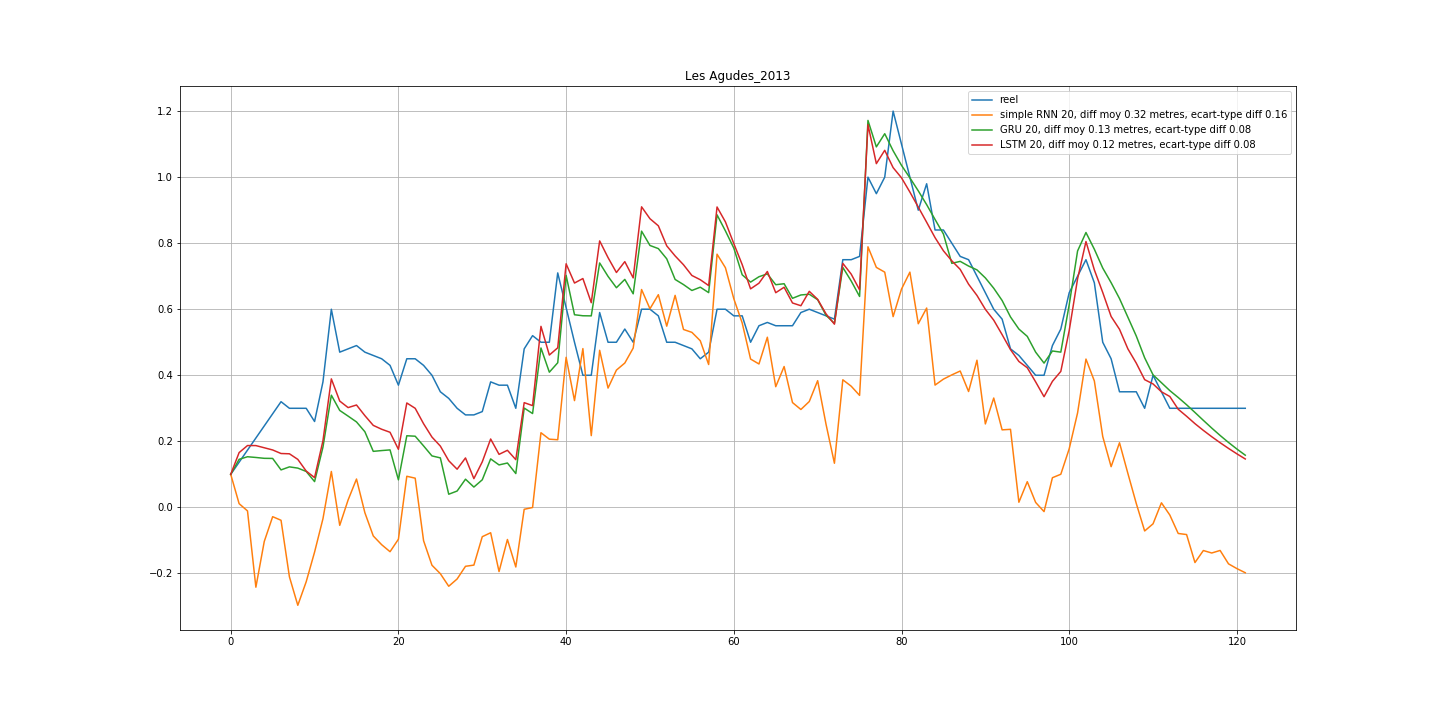 Les Agudes_2013
reel
simple RNN 20, diff moy 0.32 metres, ecart-type diff 0.16
GRU 20, diff moy 0.13 metres, ecart-type diff 0.08
LSTM 20, diff moy 0.12 metres, ecart-type diff 0.08
1.2
1.0
0.8
0.6
0.4
0.2
0.0
−0.2
0 20 40 60 80 100 120